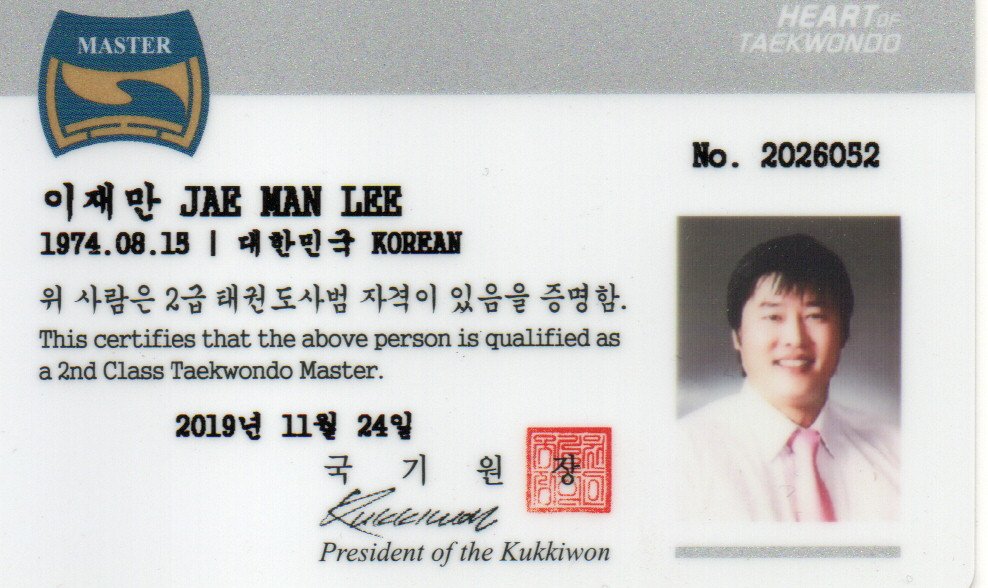 MASTER
HEART OF
TAEKWONDO
No. 2026052
이재만 JAE MAN LEE
1974.08.15 | 대한민국 KOREAN
위 사람은 2급 태권도사범 자격이 있음을 증명함.
This certifies that the above person is qualified as
a 2nd Class Taekwondo Master.
2019년 11월 24일
국 기 원 장
Kukkiwon
President of the Kukkiwon